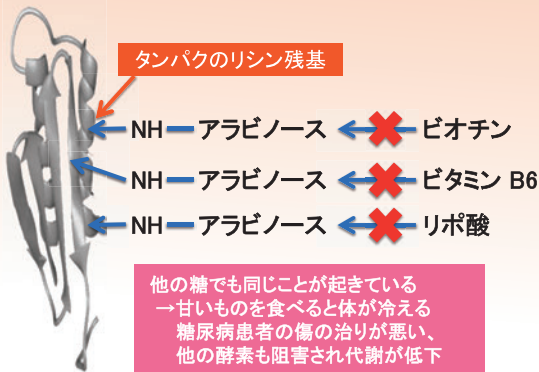 タンパクのリシン残基
NH アラビノース ビオチン
NH アラビノース ビタミン B6
NH アラビノース リポ酸
他の糖でも同じことが起きている
→甘いものを食べると体が冷える
糖尿病患者の傷の治りが悪い、
他の酵素も阻害され代謝が低下